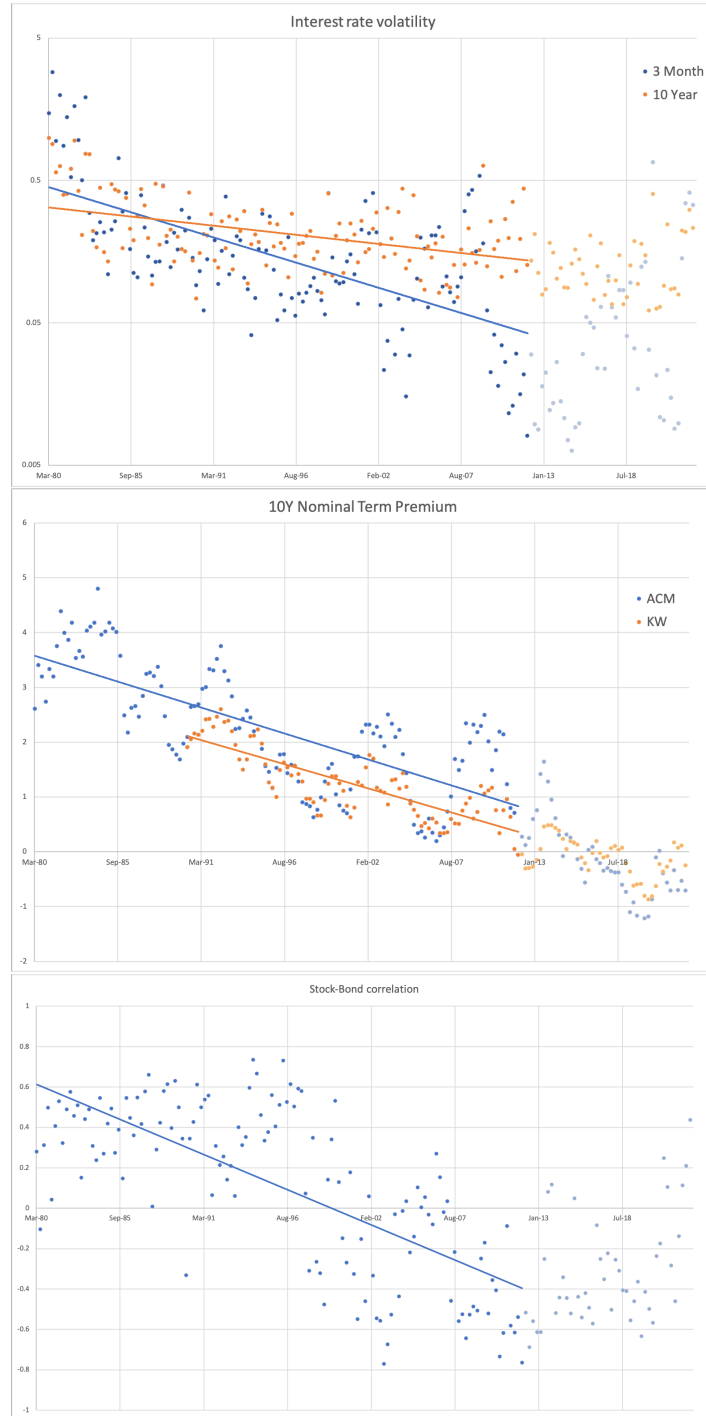 Interest rate volatility
5
3 Month
10 Year
0.5
0.05
0.005
Mar-80 Sep-85 Mar-91 Aug-96 Feb-02 Aug-07 Jan-13 Jul-18
10Y Nominal Term Premium
6
5
ACM
KW
4
3
2
1
0
Mar-80 Sep-85 Mar-91 Aug-96 Feb-02 Aug-07 Jan-13 Jul-18
-1
-2
Stock-Bond correlation
1
0.8
0.6
0.4
0.2
0
Mar-80 Sep-85 Mar-91 Aug-96 Feb-02 Aug-07 Jan-13 Jul-18
-0.2
-0.4
-0.6
-0.8
-1